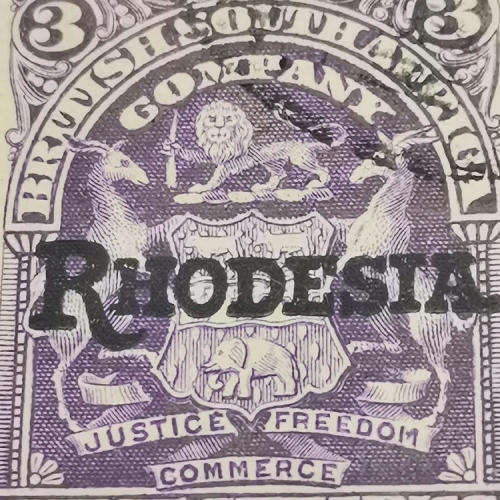 3 3
BRITISH SOUTH AFRICA
COMPANY
RHODESIA
JUSTICE FREEDOM
COMMERCE